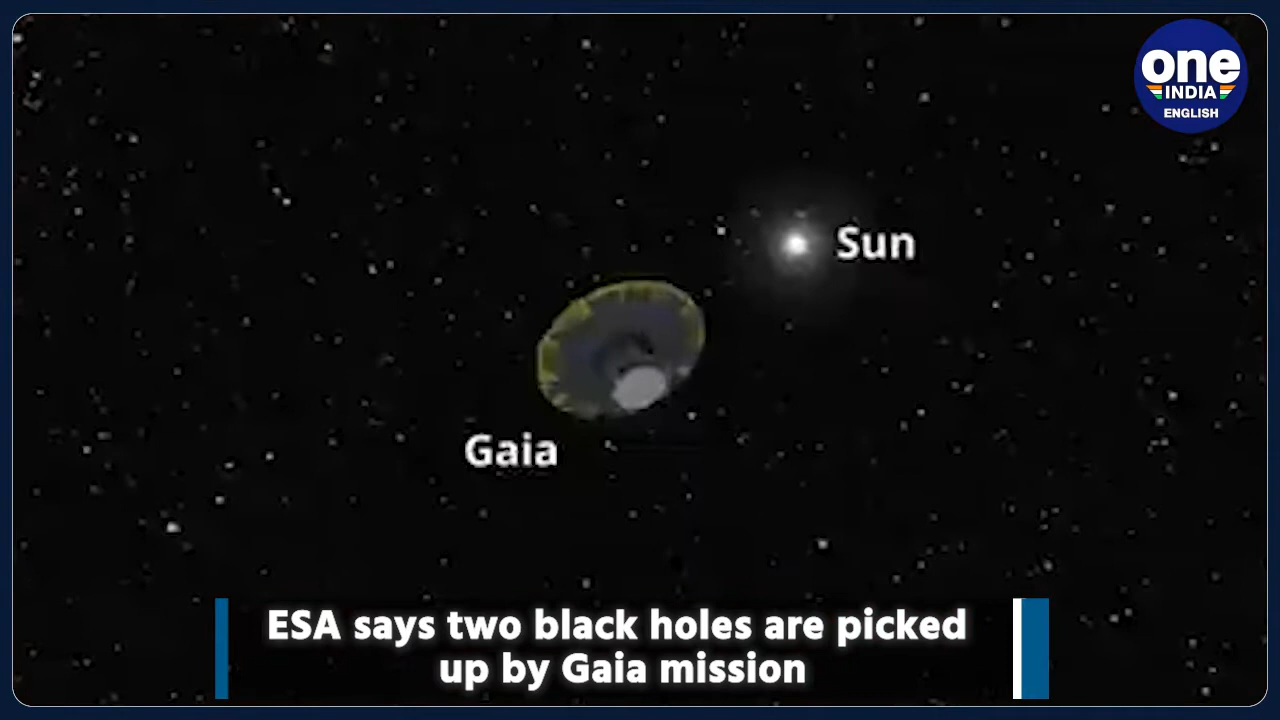 one
INDIA
ENGLISH
Sun
Gaia
ESA says two black holes are picked
up by Gaia mission